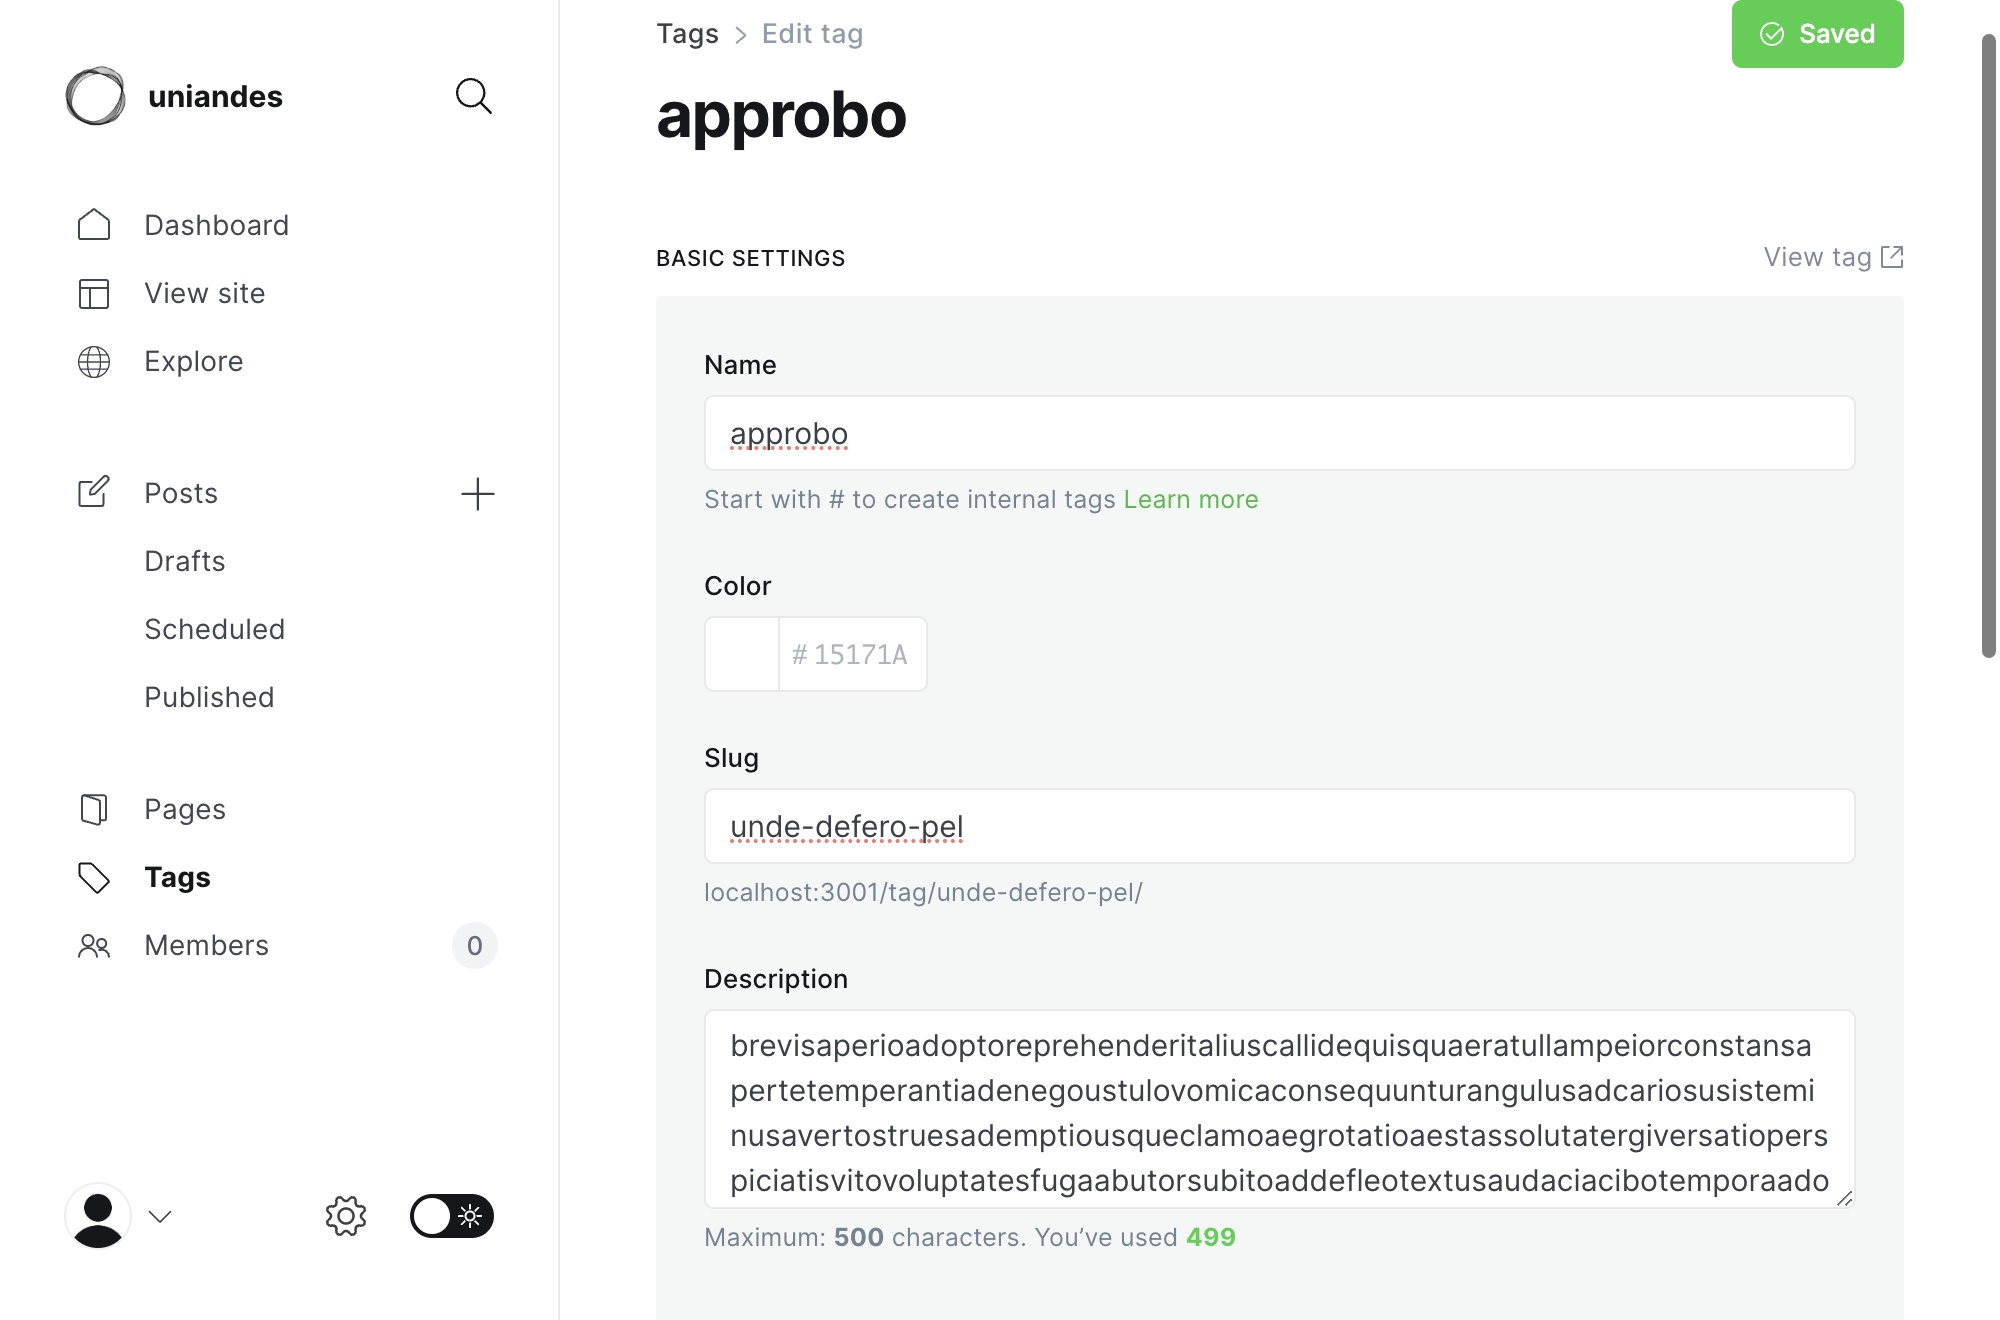 uniandes
Dashboard
View site
Explore
Posts
Drafts
Scheduled
Published
Pages
Tags
Members 0
Tags > Edit tag
Saved
approbo
BASIC SETTINGS
View tag
Name
approbo
Start with # to create internal tags Learn more
Color
# 15171A
Slug
unde-defero-pel
localhost:3001/tag/unde-defero-pel/
Description
brevisaperioadoptoreprehenderitaliuscallidequisquaeratullampeiorconstansa
pertetemperantiadenegoustulovomicaconsequunturangulusadcariosusistemi
nusavertostruesademptiousqueclamoaegrotatioaestassolutatergiversatiopers
piciatisvitovoluptatesfugaabutorsubitoaddefleotextusaudaciacibotemporaado
Maximum: 500 characters. You’ve used 499